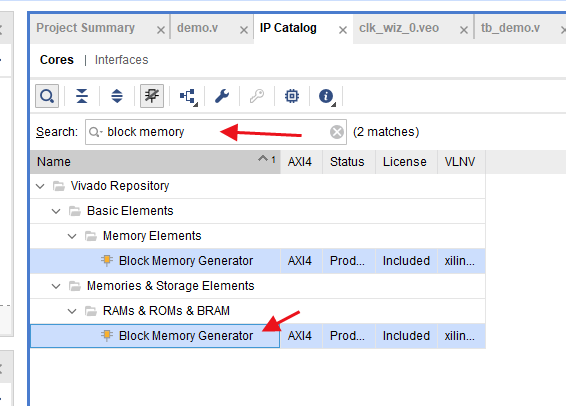 Project Summary demo.v IP Catalog clk_wiz_0.veo tb_demo.v
Cores Interfaces
Search: block memory (2 matches)
Name 1 AXI4 Status License VLNV
Vivado Repository
Basic Elements
Memory Elements
Block Memory Generator AXI4 Prod... Included xilin...
Memories & Storage Elements
RAMs & ROMs & BRAM
Block Memory Generator AXI4 Prod... Included xilin...